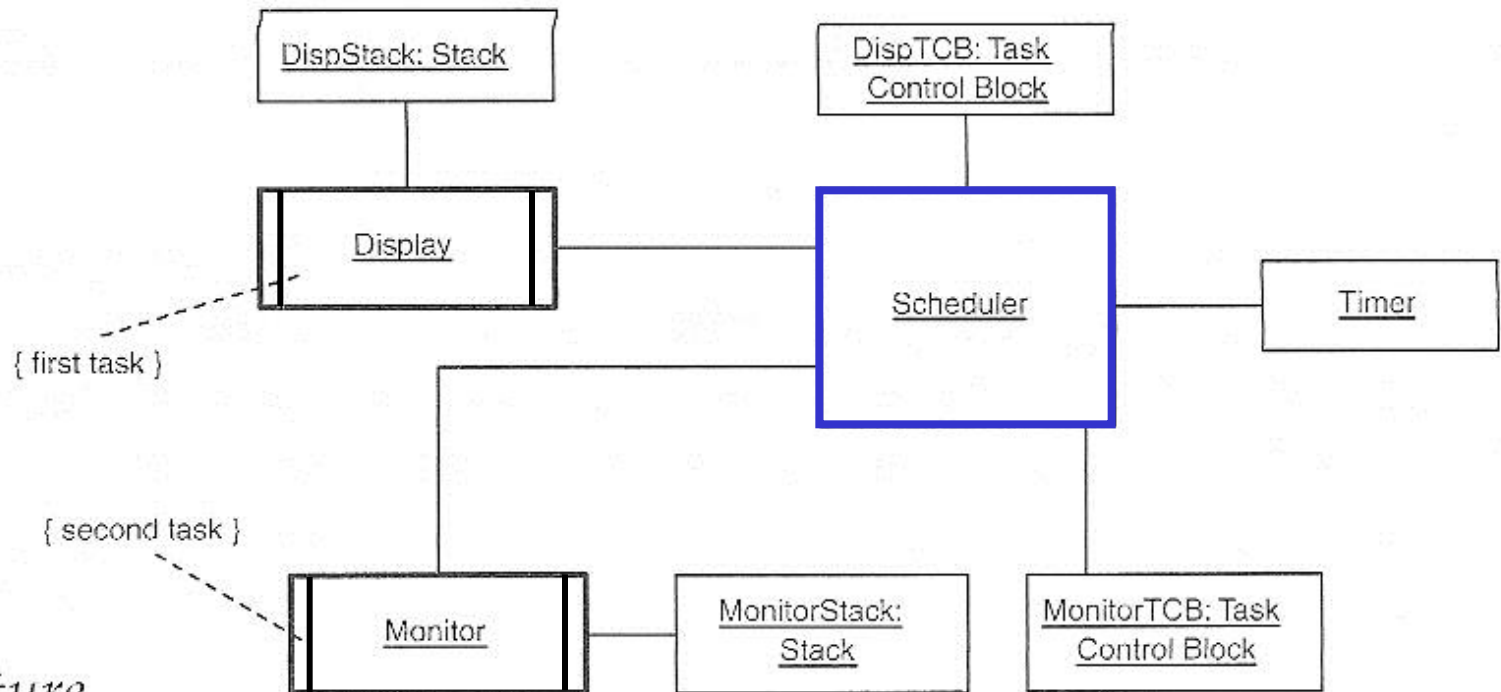 DispStack: Stack
DispTCB: Task
Control Block
Display
Scheduler
Timer
{ first task }
{ second task }
Monitor
MonitorStack:
Stack
MonitorTCB: Task
Control Block